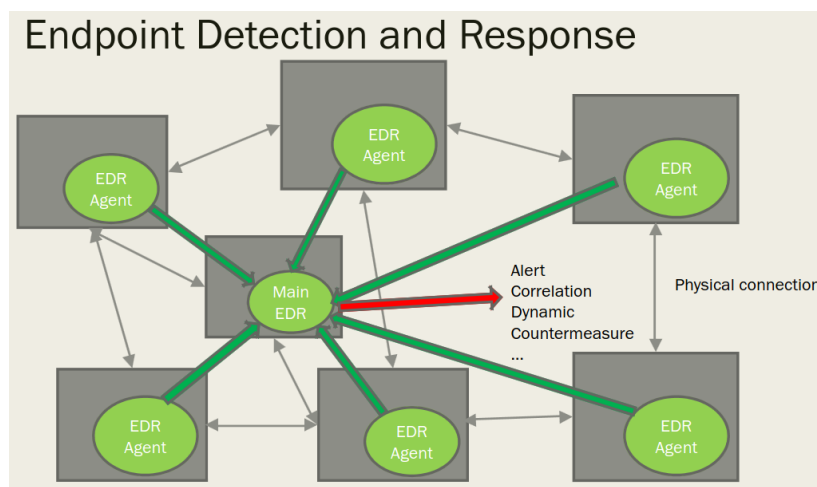 Endpoint Detection and Response
EDR
Agent
EDR
Agent
EDR
Agent
Main
EDR
Alert
Correlation
Dynamic
Countermeasure
...
Physical connection
EDR
Agent
EDR
Agent
EDR
Agent